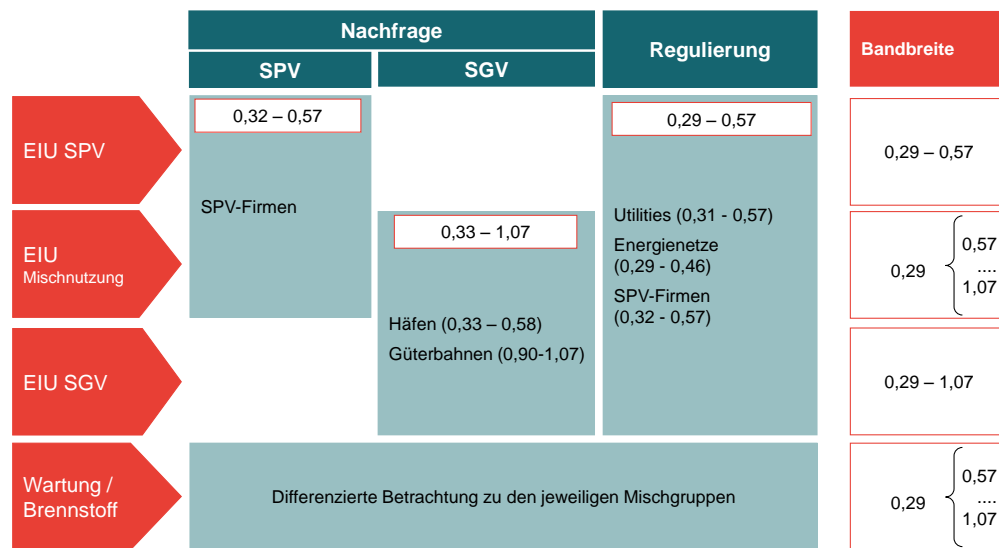 Nachfrage
SPV
SGV
Regulierung
Bandbreite
EIU SPV
0,32 – 0,57
0,29 – 0,57
0,29 – 0,57
SPV-Firmen
EIU
Mischnutzung
0,33 – 1,07
Häfen (0,33 – 0,58)
Güterbahnen (0,90-1,07)
Utilities (0,31 - 0,57)
Energienetze
(0,29 - 0,46)
SPV-Firmen
(0,32 - 0,57)
0,29
0,57
....
1,07
EIU SGV
0,29 – 1,07
Wartung /
Brennstoff
Differenzierte Betrachtung zu den jeweiligen Mischgruppen
0,29
0,57
....
1,07